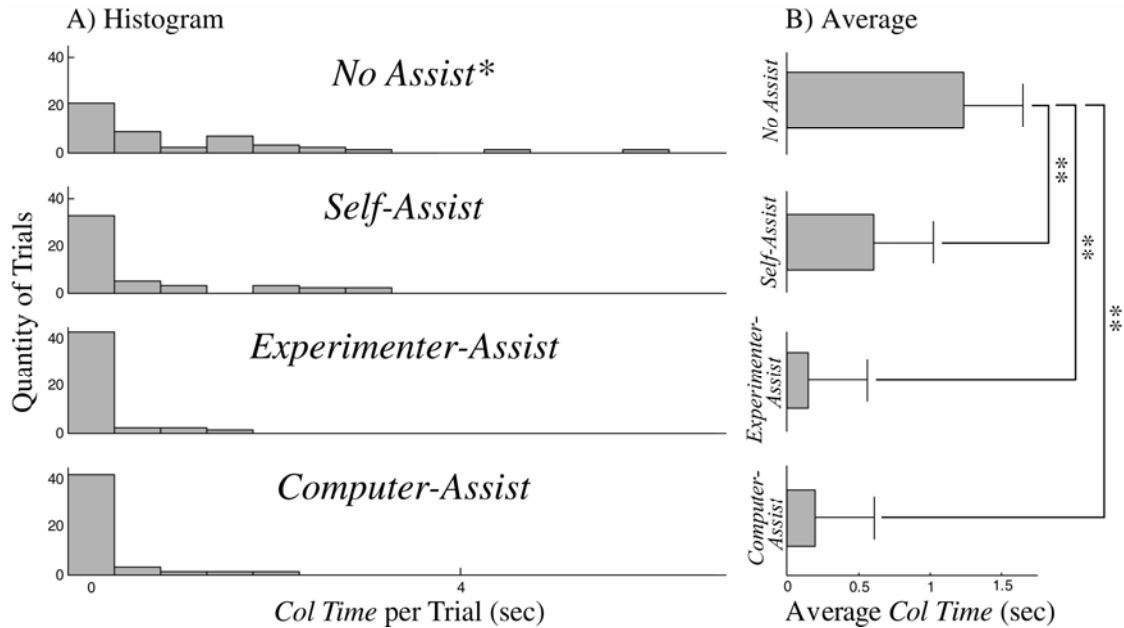 A) Histogram
B) Average
Quantity of Trials
40
20
0
No Assist*
40
20
0
Self-Assist
40
20
0
Experimenter-Assist
40
20
0
Computer-Assist
0
4
Col Time per Trial (sec)
No Assist
Self-Assist
Experimenter-
Assist
Computer-
Assist
**
**
**
0
0.5
1
1.5
Average Col Time (sec)